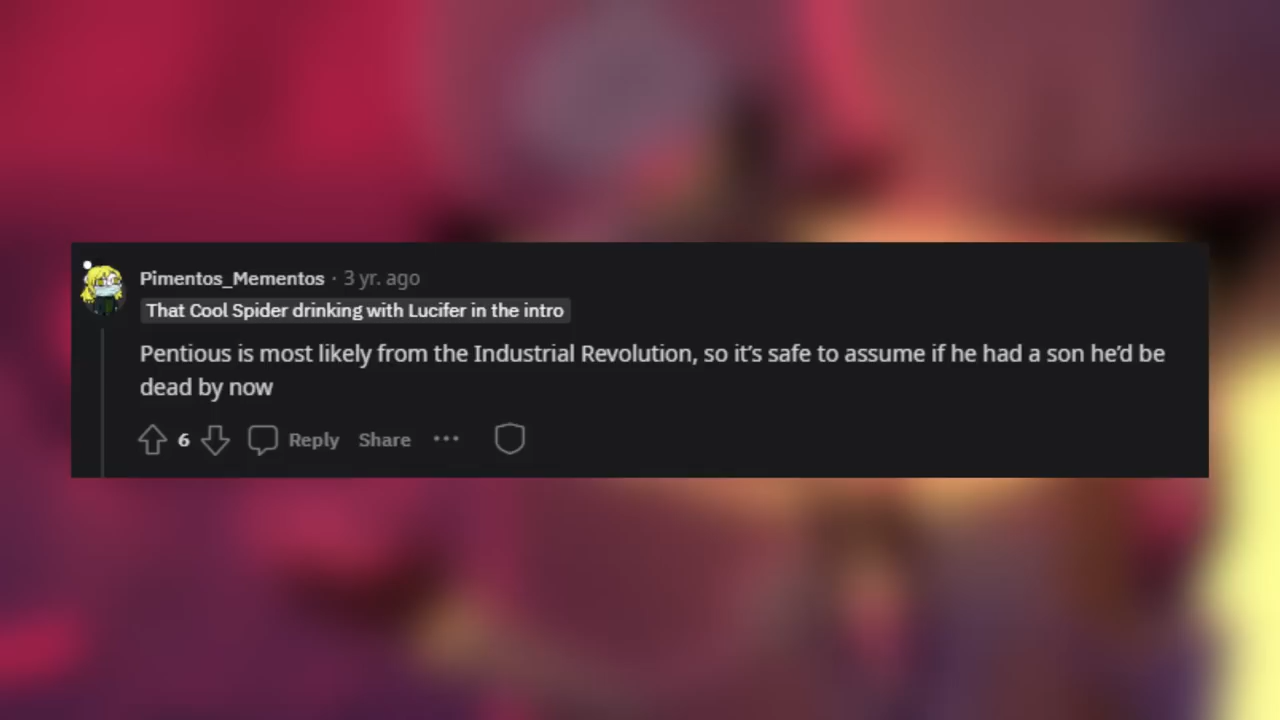 Pimentos_Mementos · 3 yr. ago
That Cool Spider drinking with Lucifer in the intro
Pentious is most likely from the Industrial Revolution, so it’s safe to assume if he had a son he’d be
dead by now
6 Reply Share ···